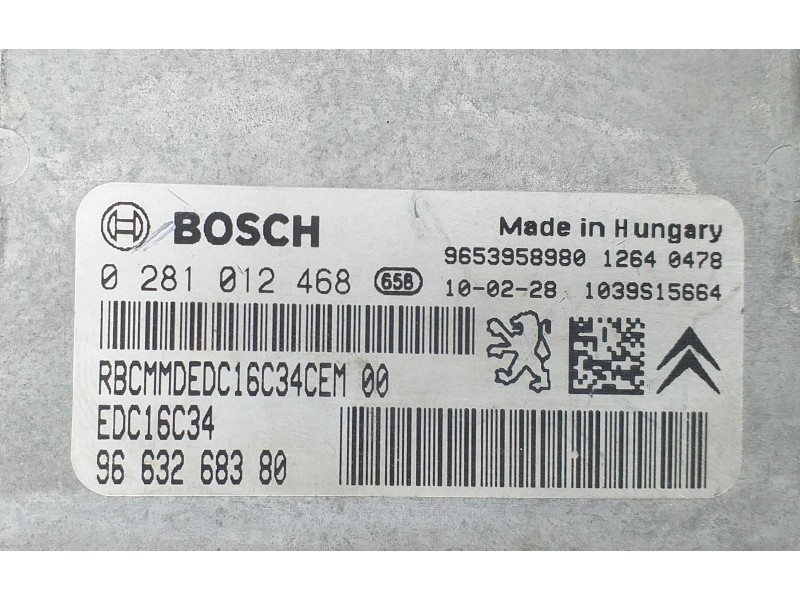 BOSCH
Made in Hungary
0 281 012 468 658
9653958980 1264 0478
10-02-28 1039S15664
RBCMMDEDC16C34CEM 00
EDC16C34
96 632 683 80